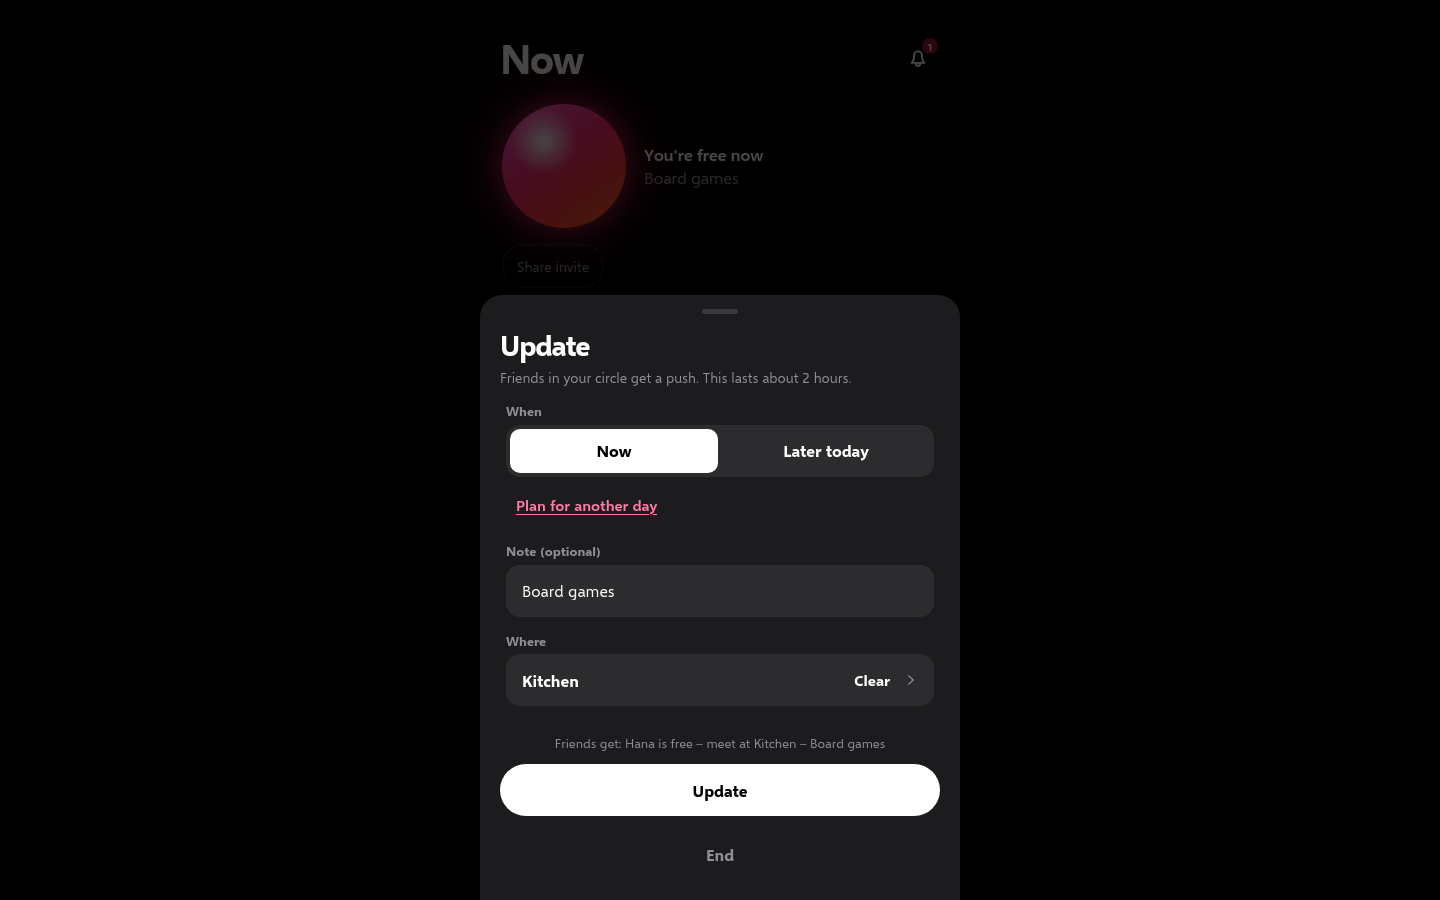 Now
1
You're free now
Board games
Share invite
Update
Friends in your circle get a push. This lasts about 2 hours.
When
Now
Later today
Plan for another day
Note (optional)
Board games
Where
Kitchen
Clear
Friends get: Hana is free – meet at Kitchen – Board games
Update
End